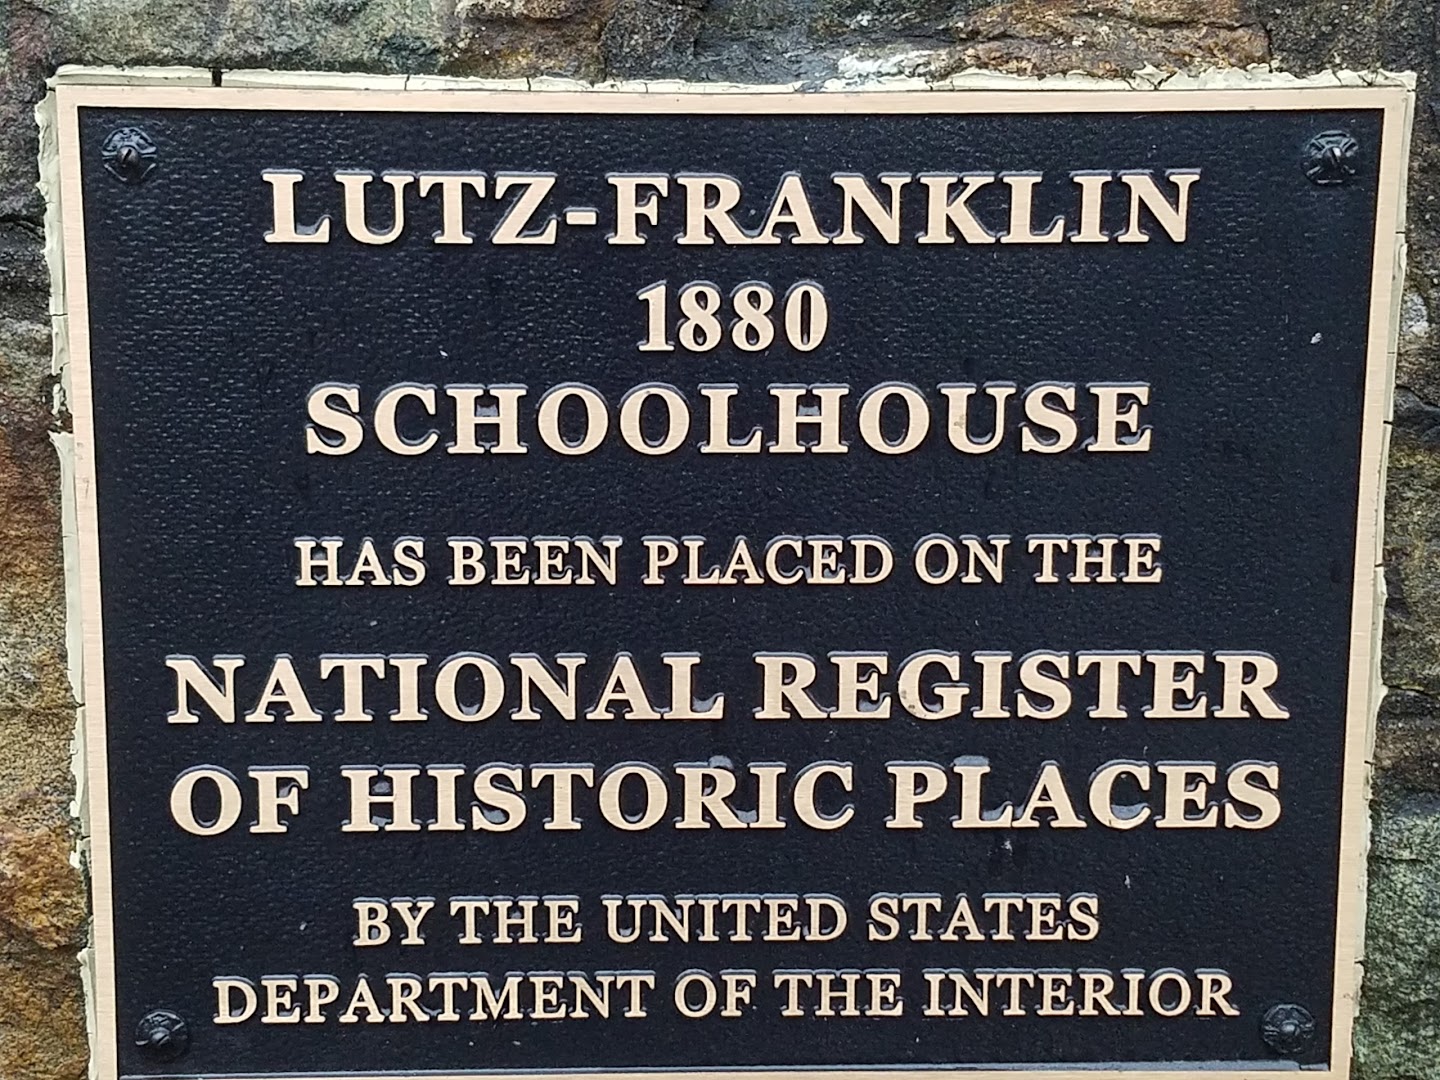 LUTZ-FRANKLIN
1880
SCHOOLHOUSE
HAS BEEN PLACED ON THE
NATIONAL REGISTER
OF HISTORIC PLACES
BY THE UNITED STATES
DEPARTMENT OF THE INTERIOR